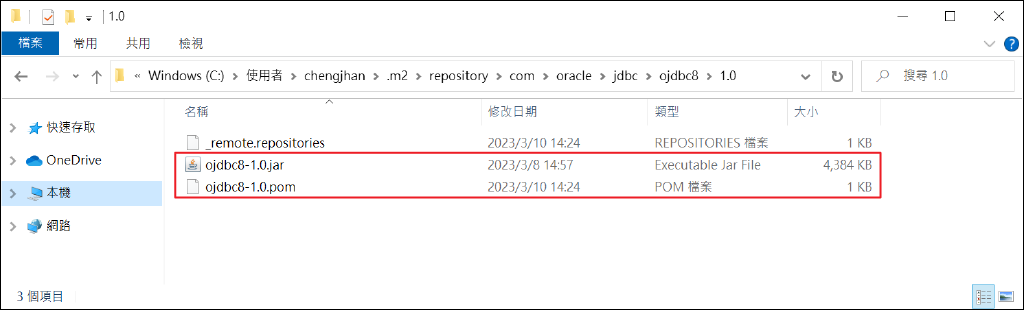 1.0
檔案 常用 共用 檢視
« Windows (C:) › 使用者 › chengjhan › .m2 › repository › com › oracle › jdbc › ojdbc8 › 1.0 搜尋 1.0
名稱 修改日期 類型 大小
快速存取
OneDrive
本機
網路
_remote.repositories 2023/3/10 14:24 REPOSITORIES 檔案 1 KB
ojdbc8-1.0.jar 2023/3/8 14:57 Executable Jar File 4,384 KB
ojdbc8-1.0.pom 2023/3/10 14:24 POM 檔案 1 KB
3 個項目